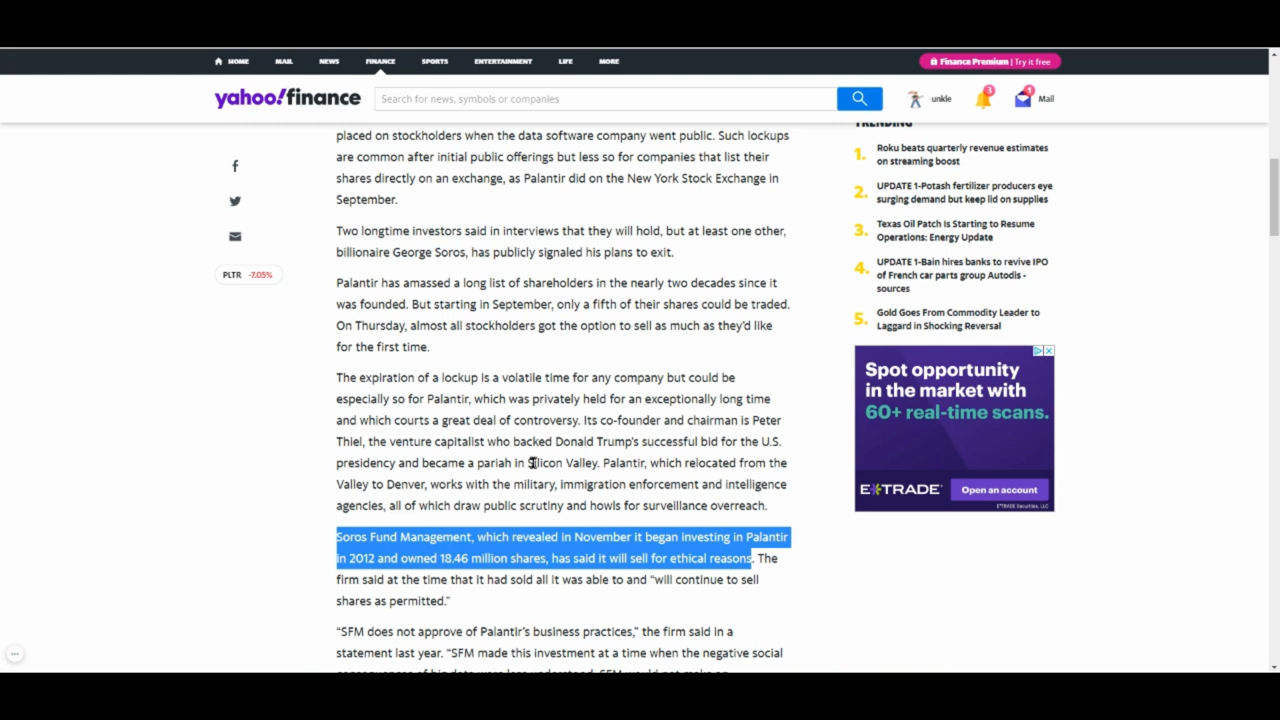 HOME MAIL NEWS FINANCE SPORTS ENTERTAINMENT LIFE MORE
Finance Premium | Try it free
yahoo!finance
Search for news, symbols or companies
unkle
3
1
Mail
placed on stockholders when the data software company went public. Such lockups
are common after initial public offerings but less so for companies that list their
shares directly on an exchange, as Palantir did on the New York Stock Exchange in
September.
Two longtime investors said in interviews that they will hold, but at least one other,
billionaire George Soros, has publicly signaled his plans to exit.
PLTR -7.05%
Palantir has amassed a long list of shareholders in the nearly two decades since it
was founded. But starting in September, only a fifth of their shares could be traded.
On Thursday, almost all stockholders got the option to sell as much as they'd like
for the first time.
The expiration of a lockup is a volatile time for any company but could be
especially so for Palantir, which was privately held for an exceptionally long time
and which courts a great deal of controversy. Its co-founder and chairman is Peter
Thiel, the venture capitalist who backed Donald Trump's successful bid for the U.S.
presidency and became a pariah in Silicon Valley. Palantir, which relocated from the
Valley to Denver, works with the military, immigration enforcement and intelligence
agencies, all of which draw public scrutiny and howls for surveillance overreach.
Soros Fund Management, which revealed in November it began investing in Palantir
in 2012 and owned 18.46 million shares, has said it will sell for ethical reasons. The
firm said at the time that it had sold all it was able to and “will continue to sell
shares as permitted.”
“SFM does not approve of Palantir's business practices,” the firm said in a
statement last year. “SFM made this investment at a time when the negative social
consequences of big data were less understood. SFM would not make an
TRENDING
1. Roku beats quarterly revenue estimates
on streaming boost
2. UPDATE 1-Potash fertilizer producers eye
surging demand but keep lid on supplies
3. Texas Oil Patch Is Starting to Resume
Operations: Energy Update
4. UPDATE 1-Bain hires banks to revive IPO
of French car parts group Autodis -
sources
5. Gold Goes From Commodity Leader to
Laggard in Shocking Reversal
Spot opportunity
in the market with
60+ real-time scans.
E*TRADE
Open an account
E*TRADE Securities, LLC